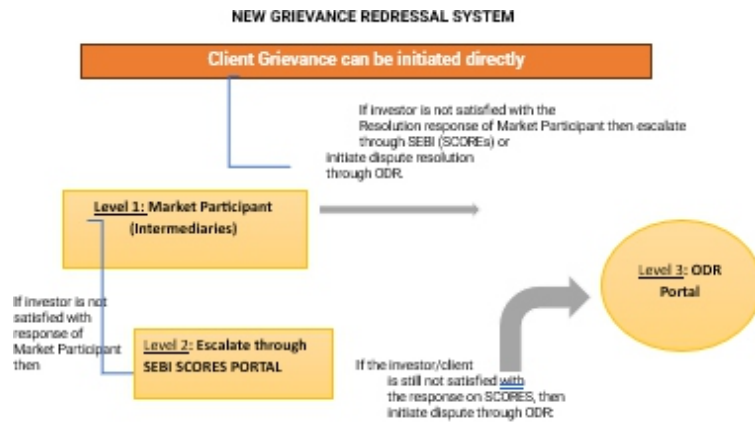 NEW GRIEVANCE REDRESSAL SYSTEM
Client Grievance can be initiated directly
If investor is not satisfied with the
Resolution response of Market Participant then escalate
through SEBI (SCOREs) or
initiate dispute resolution
through ODR.
Level 1: Market Participant
(Intermediaries)
Level 3: ODR
Portal
If investor is not
satisfied with
response of
Market Participant
then
Level 2: Escalate through
SEBI SCORES PORTAL
If the investor/client
is still not satisfied with
the response on SCORES, then
initiate dispute through ODR: